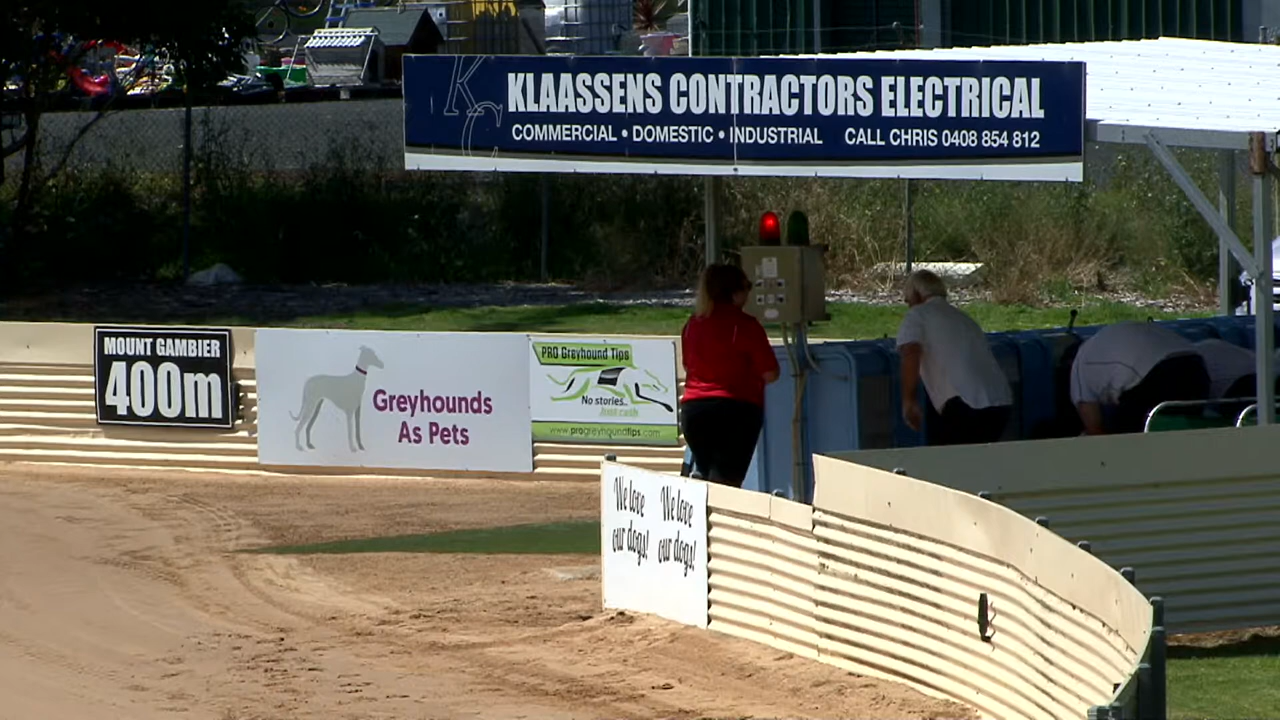 KC
KLAASSENS CONTRACTORS ELECTRICAL
COMMERCIAL • DOMESTIC • INDUSTRIAL CALL CHRIS 0408 854 812
MOUNT GAMBIER
400m
Greyhounds
As Pets
PRO Greyhound Tips
No stories..
Just cash
www.progreyhoundtips.com
We love
our dogs!
We love
our dogs!